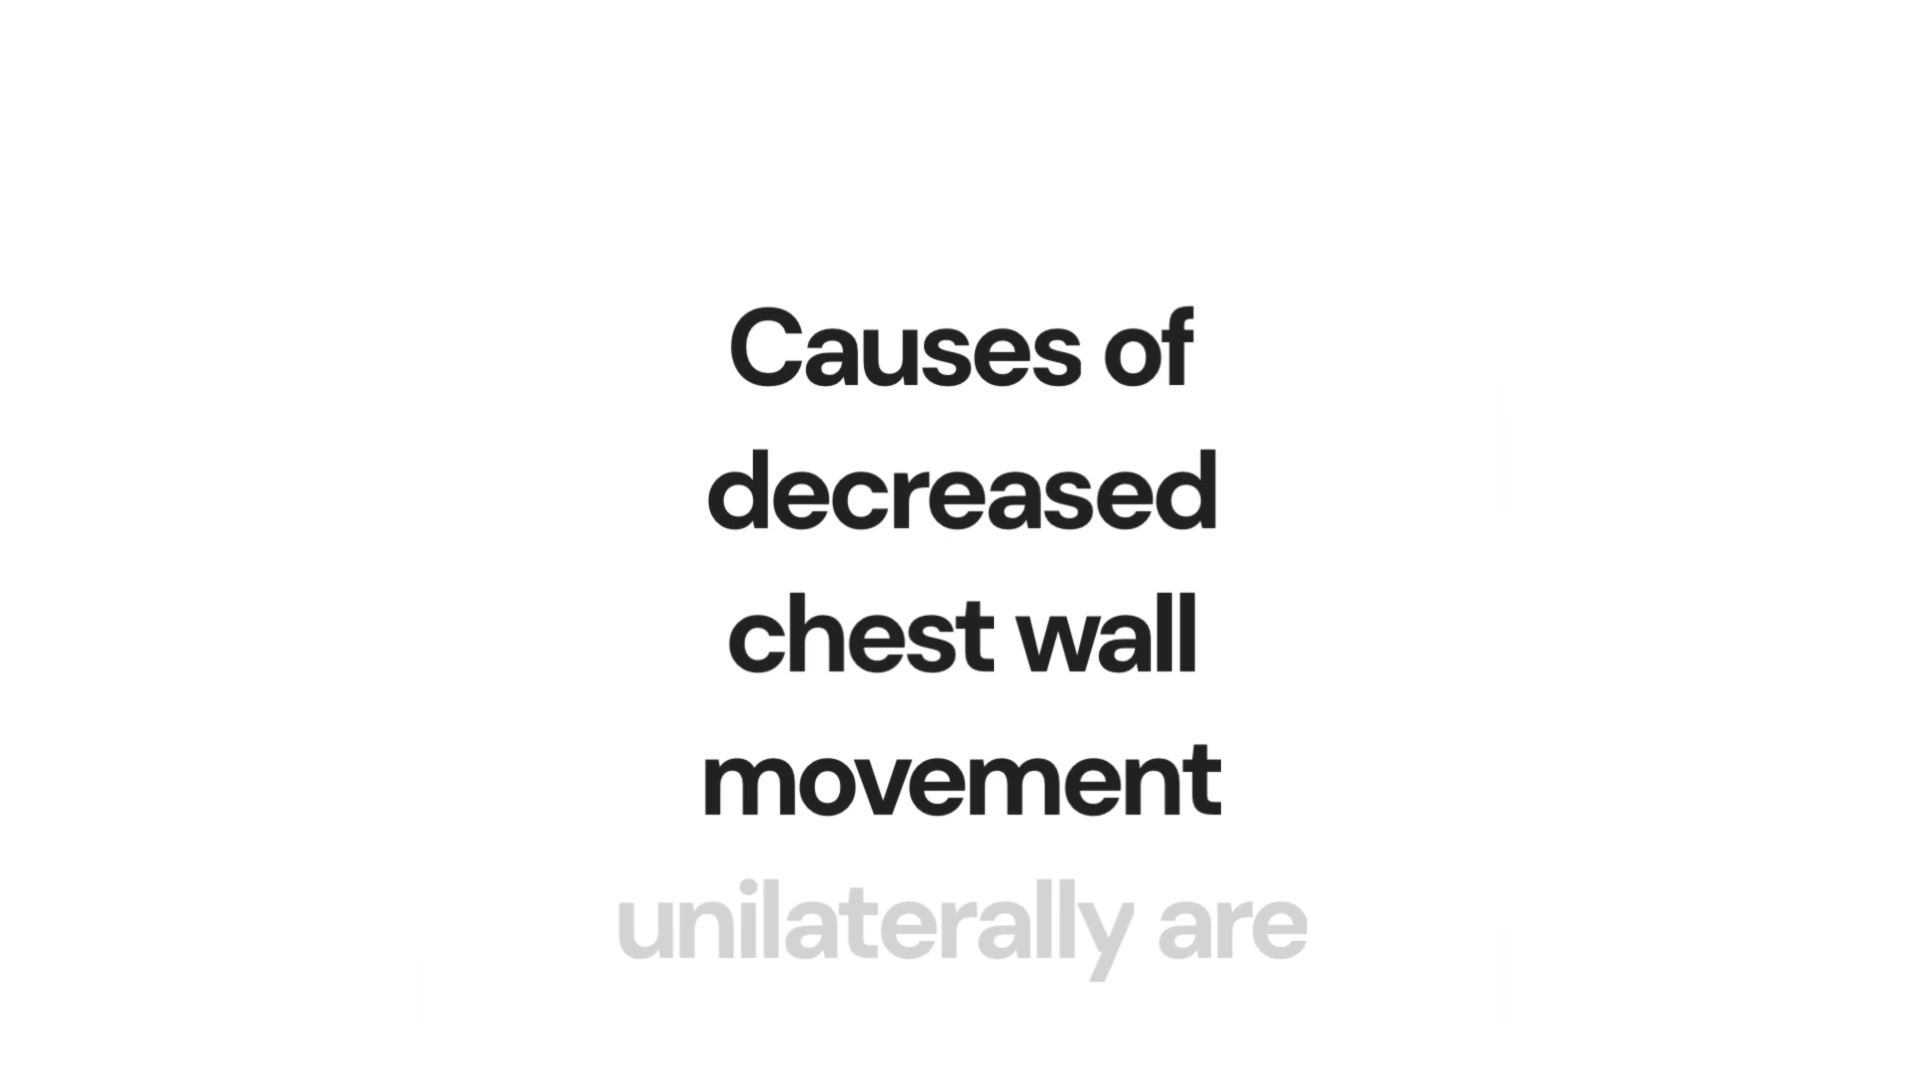 Causes of
decreased
chest wall
movement
unilaterally are